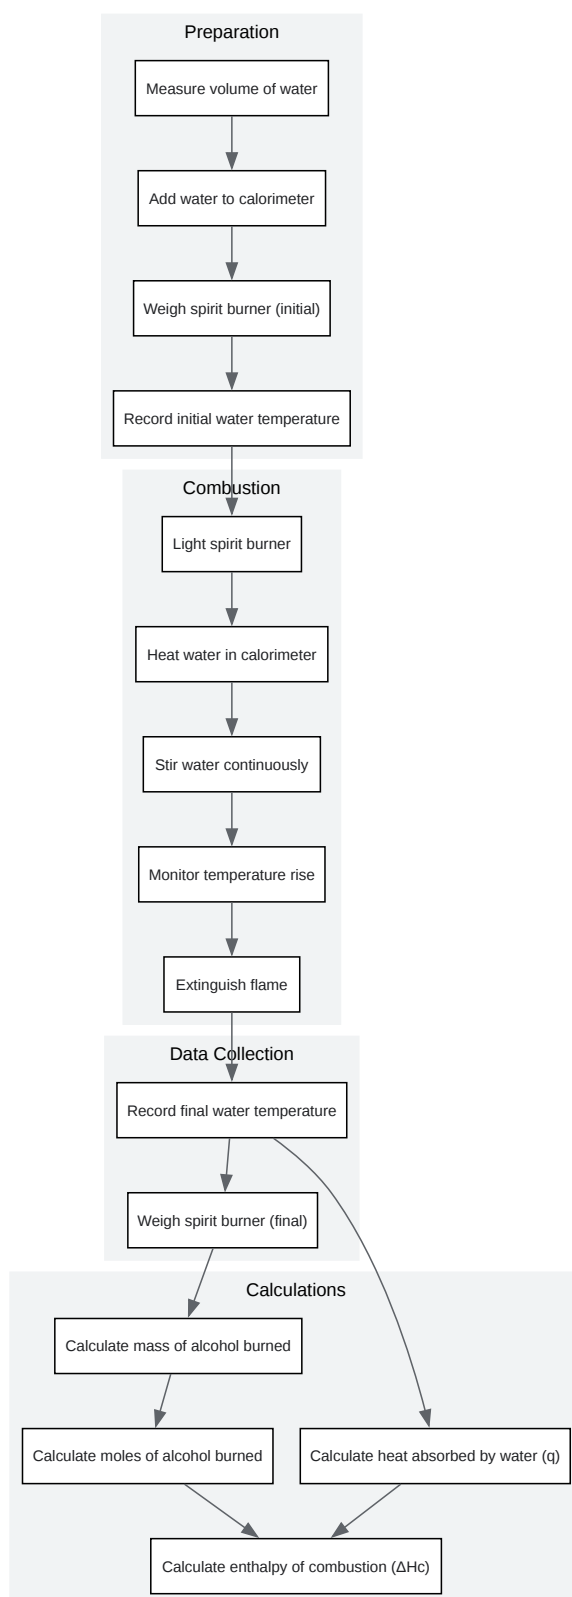 Preparation
Measure volume of water
Add water to calorimeter
Weigh spirit burner (initial)
Record initial water temperature
Combustion
Light spirit burner
Heat water in calorimeter
Stir water continuously
Monitor temperature rise
Extinguish flame
Data Collection
Record final water temperature
Weigh spirit burner (final)
Calculations
Calculate mass of alcohol burned
Calculate moles of alcohol burned
Calculate heat absorbed by water (q)
Calculate enthalpy of combustion (ΔHc)